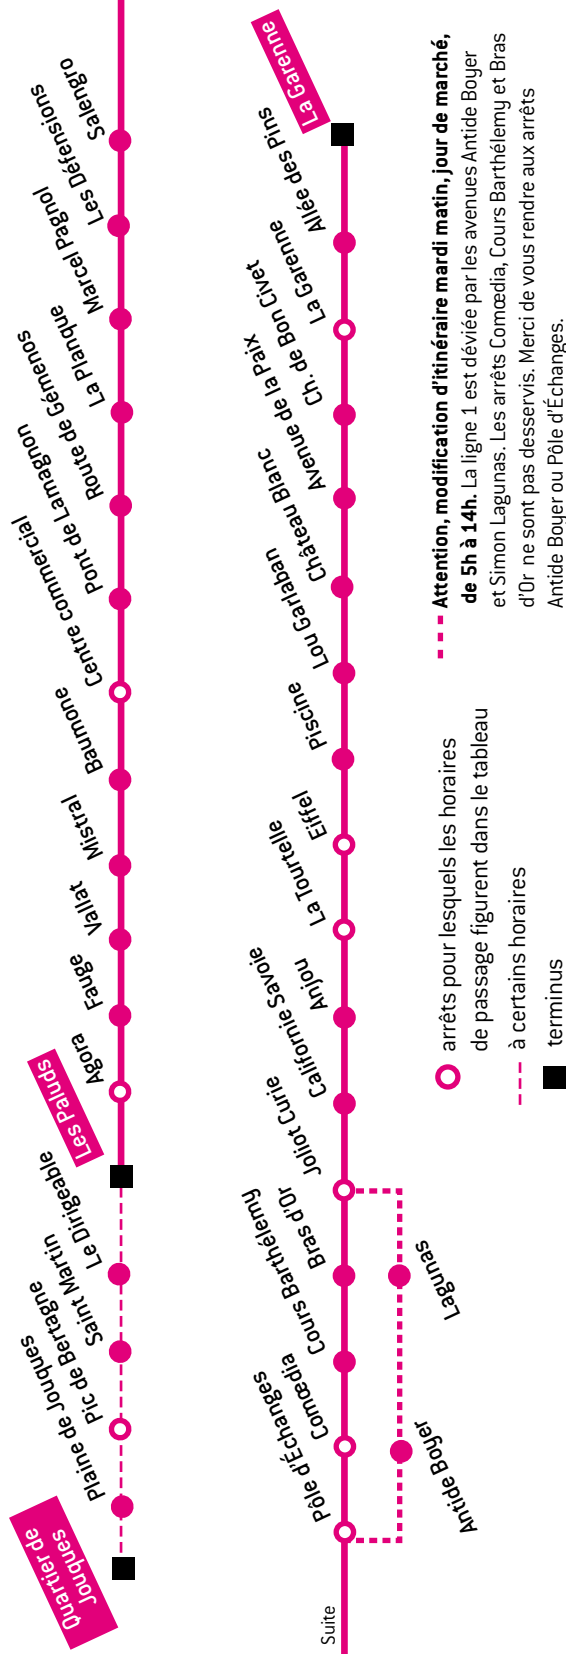 Quartier de
Jouques
Plaine de Jouques
Pic de Bertagne
Saint Martin
Le Dirigeable
Les Paluds
Agora
Fauge
Vallat
Mistral
Baumone
Centre commercial
Pont de Lamagnon
Route de Gémenos
La Planque
Marcel Pagnol
Les Défensions
Salengro
Suite
Pôle d'Échanges
Comœdia
Cours Barthélemy
Bras d'Or
Joliot Curie
Californie Savoie
Anjou
La Tourtelle
Eiffel
Piscine
Lou Garlaban
Château Blanc
Avenue de la Paix
Ch. de Bon Civet
La Garenne
Allée des Pins
La Garenne
Antide Boyer
Lagunas
arrêts pour lesquels les horaires
de passage figurent dans le tableau
à certains horaires
terminus
Attention, modification d'itinéraire mardi matin, jour de marché,
de 5h à 14h. La ligne 1 est déviée par les avenues Antide Boyer
et Simon Lagunas. Les arrêts Comœdia, Cours Barthélemy et Bras
d'Or ne sont pas desservis. Merci de vous rendre aux arrêts
Antide Boyer ou Pôle d'Échanges.